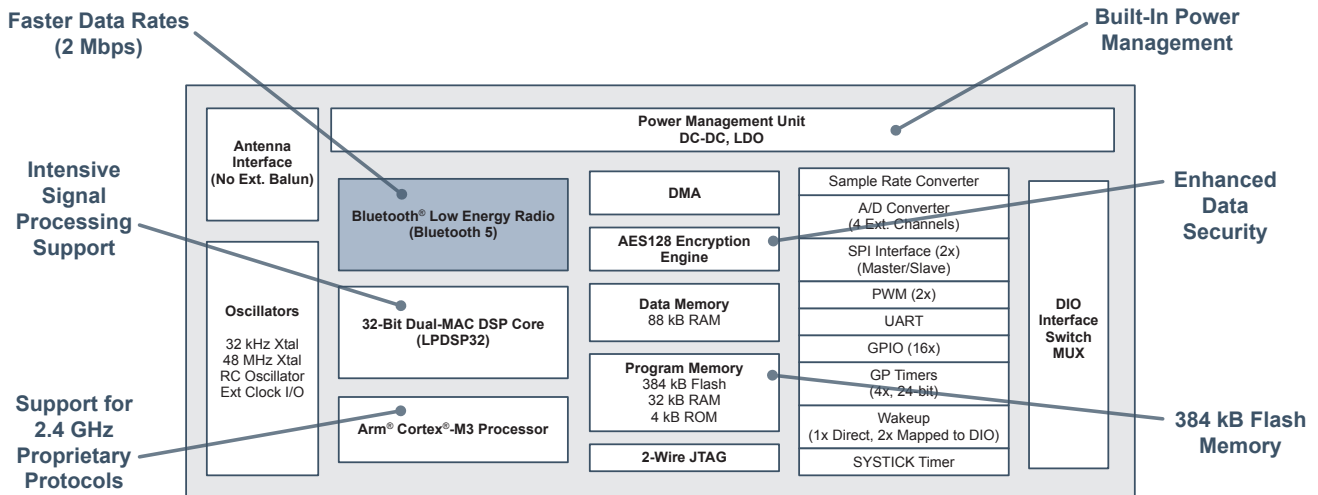 Faster Data Rates
(2 Mbps)
Built-In Power
Management
Power Management Unit
DC-DC, LDO
Antenna
Interface
(No Ext. Balun)
Intensive
Signal
Processing
Support
Bluetooth® Low Energy Radio
(Bluetooth 5)
DMA
AES128 Encryption
Engine
Sample Rate Converter
A/D Converter
(4 Ext. Channels)
SPI Interface (2x)
(Master/Slave)
PWM (2x)
UART
GPIO (16x)
GP Timers
(4x, 24-bit)
Wakeup
(1x Direct, 2x Mapped to DIO)
SYSTICK Timer
Enhanced
Data
Security
Oscillators
32 kHz Xtal
48 MHz Xtal
RC Oscillator
Ext Clock I/O
32-Bit Dual-MAC DSP Core
(LPDSP32)
Data Memory
88 kB RAM
DIO
Interface
Switch
MUX
Program Memory
384 kB Flash
32 kB RAM
4 kB ROM
Support for
2.4 GHz
Proprietary
Protocols
Arm® Cortex®-M3 Processor
2-Wire JTAG
384 kB Flash
Memory